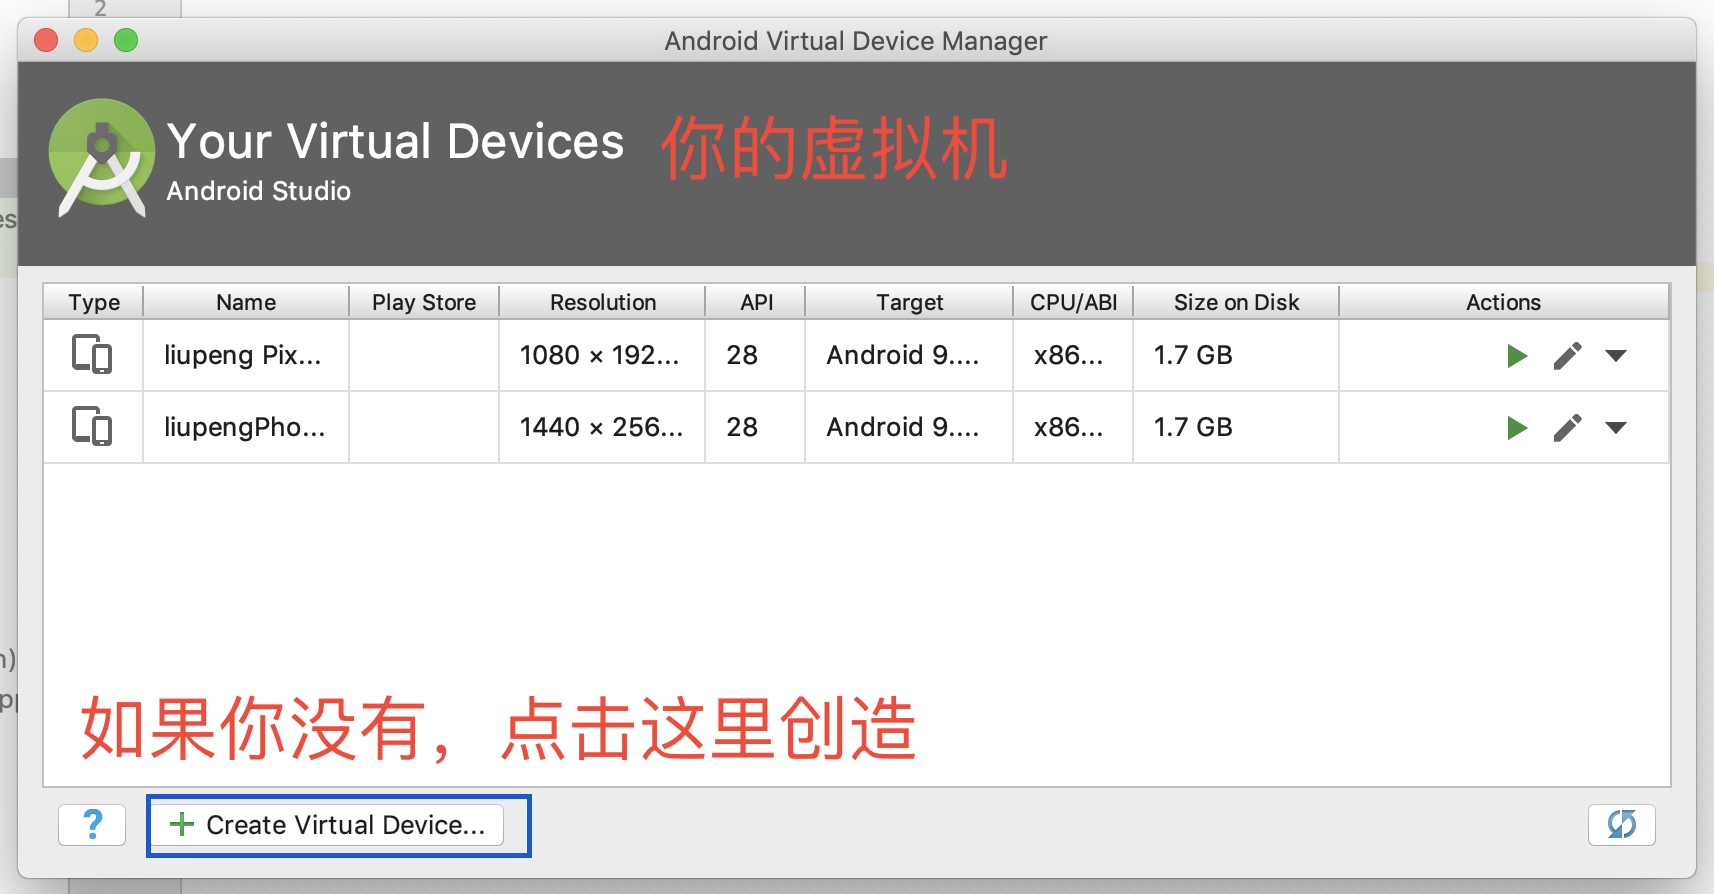 2
Android Virtual Device Manager
Your Virtual Devices 你的虚拟机
Android Studio
es
Type Name Play Store Resolution API Target CPU/ABI Size on Disk Actions
liupeng Pix... 1080 × 192... 28 Android 9.... x86... 1.7 GB
liupengPho... 1440 × 256... 28 Android 9.... x86... 1.7 GB
n)
pp
如果你没有，点击这里创造
? Create Virtual Device...